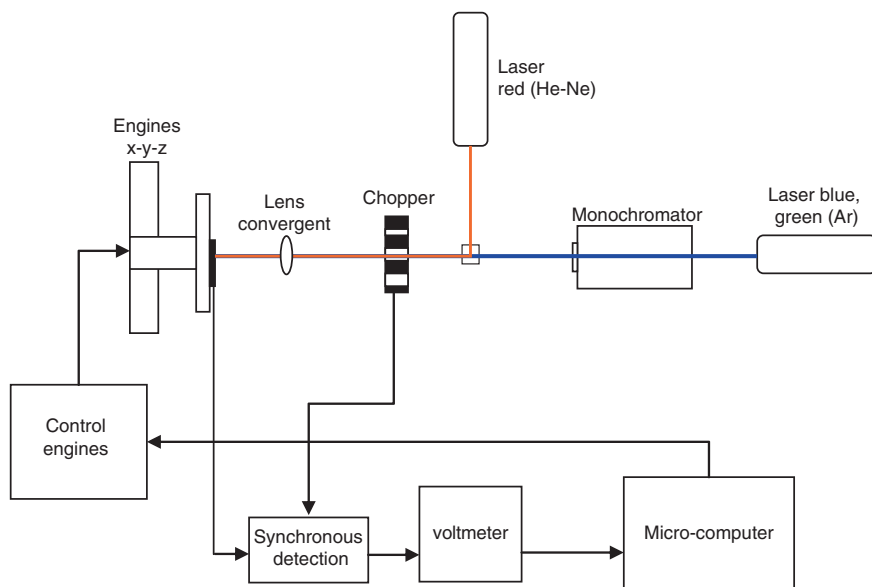 Laser
red (He-Ne)
Engines
x-y-z
Lens
convergent
Chopper
Monochromator
Laser blue,
green (Ar)
Control
engines
Synchronous
detection
voltmeter
Micro-computer